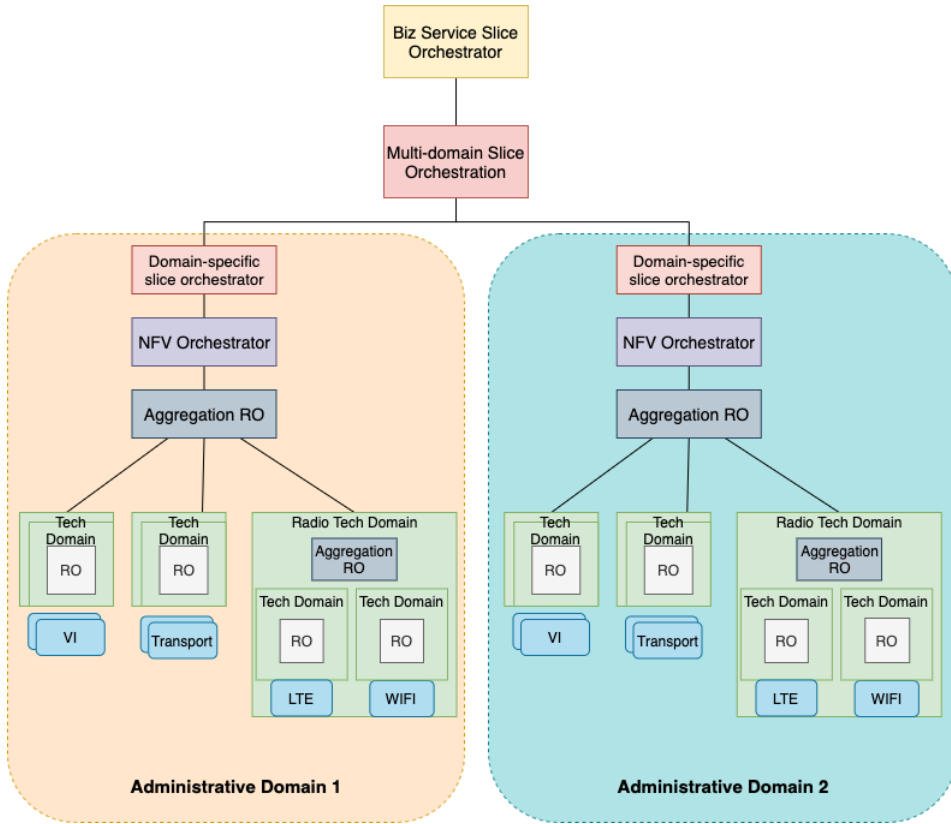 Biz Service Slice
Orchestrator
Multi-domain Slice
Orchestration
Domain-specific
slice orchestrator
NFV Orchestrator
Aggregation RO
Tech
Domain
RO
VI
Tech
Domain
RO
Transport
Radio Tech Domain
Aggregation
RO
Tech Domain
RO
LTE
Tech Domain
RO
WIFI
Administrative Domain 1
Domain-specific
slice orchestrator
NFV Orchestrator
Aggregation RO
Tech
Domain
RO
VI
Tech
Domain
RO
Transport
Radio Tech Domain
Aggregation
RO
Tech Domain
RO
LTE
Tech Domain
RO
WIFI
Administrative Domain 2